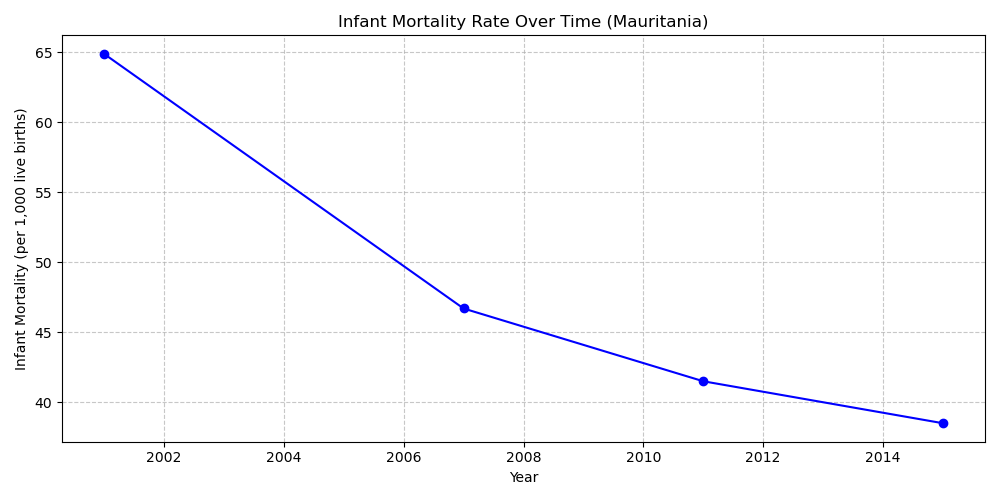 Infant Mortality Rate Over Time (Mauritania)
Infant Mortality (per 1,000 live births)
65
60
55
50
45
40
2002 2004 2006 2008 2010 2012 2014
Year